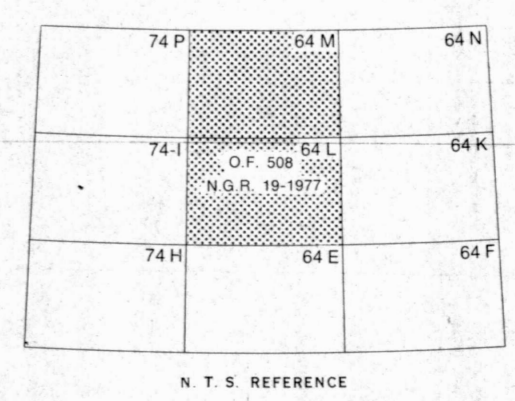 74 P 64 M 64 N
74-I 64 L 64 K
O.F. 508
N.G.R. 19-1977
74 H 64 E 64 F
N. T. S. REFERENCE